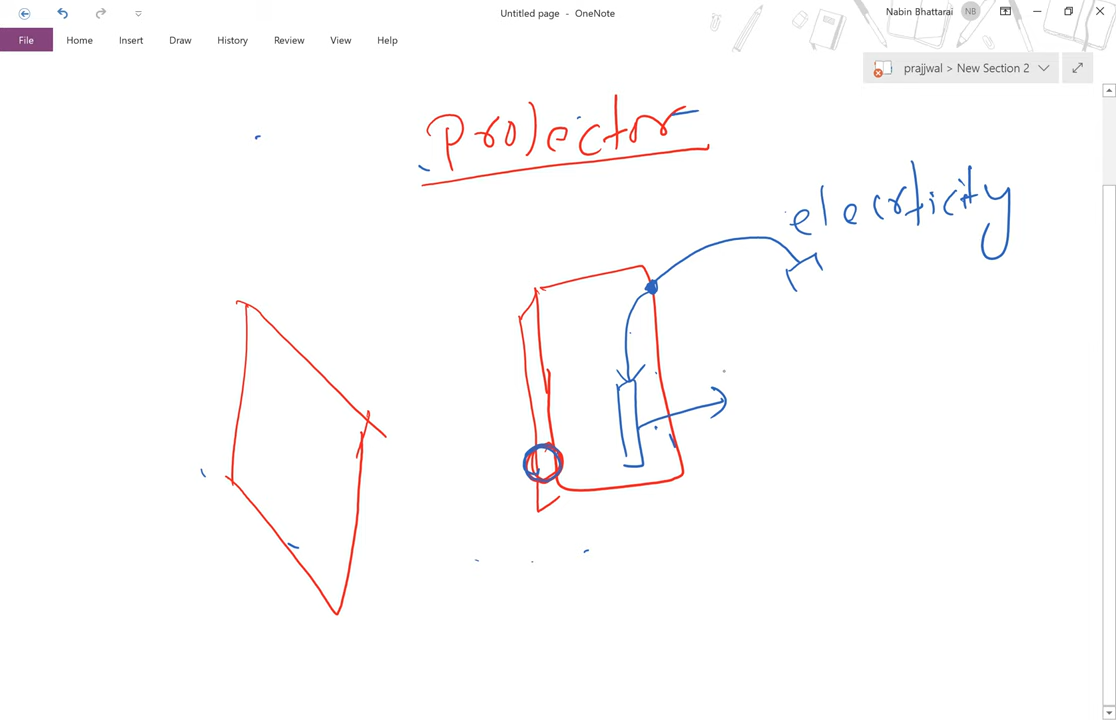 Untitled page - OneNote
Nabin Bhattarai NB
File Home Insert Draw History Review View Help
prajjwal > New Section 2
Projector
elecrticity